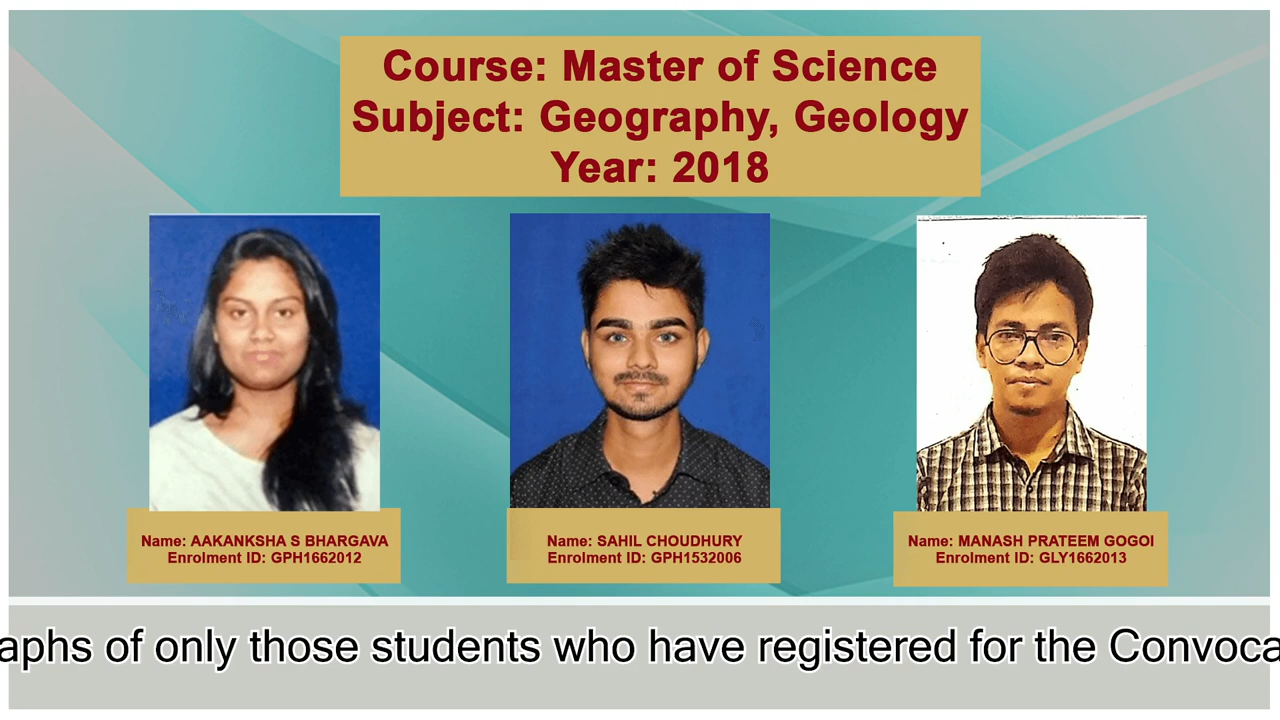 Course: Master of Science
Subject: Geography, Geology
Year: 2018
Name: AAKANKSHA S BHARGAVA
Enrolment ID: GPH1662012
Name: SAHIL CHOUDHURY
Enrolment ID: GPH1532006
Name: MANASH PRATEEM GOGOI
Enrolment ID: GLY1662013
aphs of only those students who have registered for the Convoca